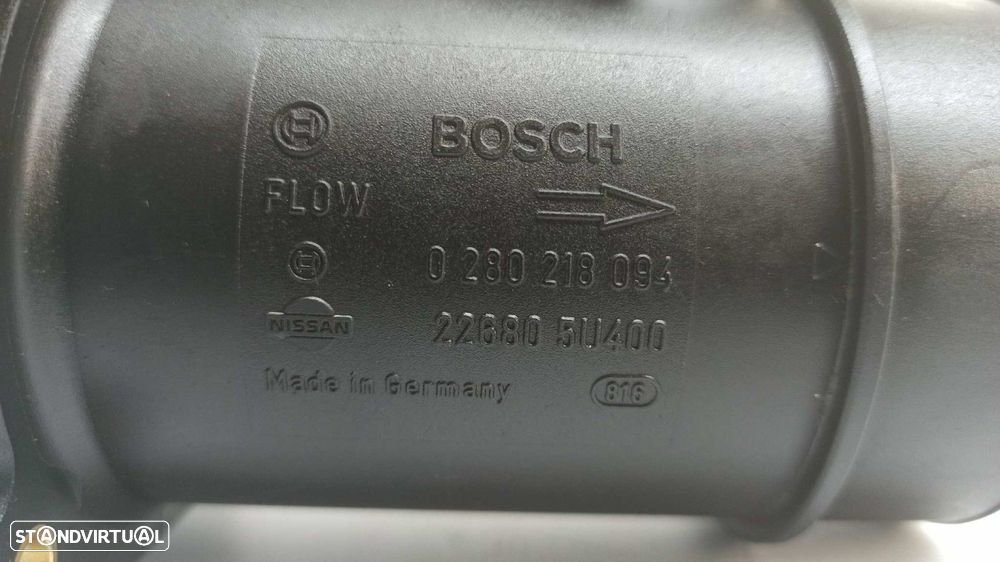 BOSCH
FLOW
0 280 218 094
NISSAN 22680 5U400
Made in Germany 816
STANDVIRTUAL